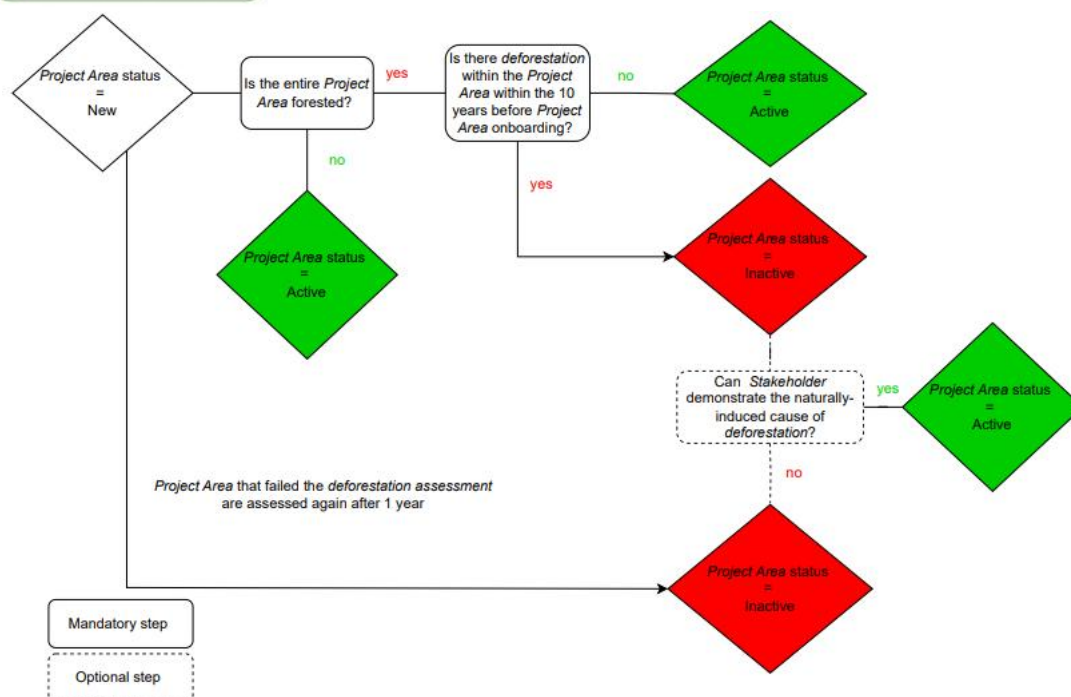 Project Area status
=
New
Is the entire Project
Area forested?
yes
Is there deforestation
within the Project
Area within the 10
years before Project
Area onboarding?
no
Project Area status
=
Active
no
yes
Project Area status
=
Active
Project Area status
=
Inactive
Can Stakeholder
demonstrate the naturally-
induced cause of
deforestation?
yes
Project Area status
=
Active
no
Project Area that failed the deforestation assessment
are assessed again after 1 year
Project Area status
=
Inactive
Mandatory step
Optional step